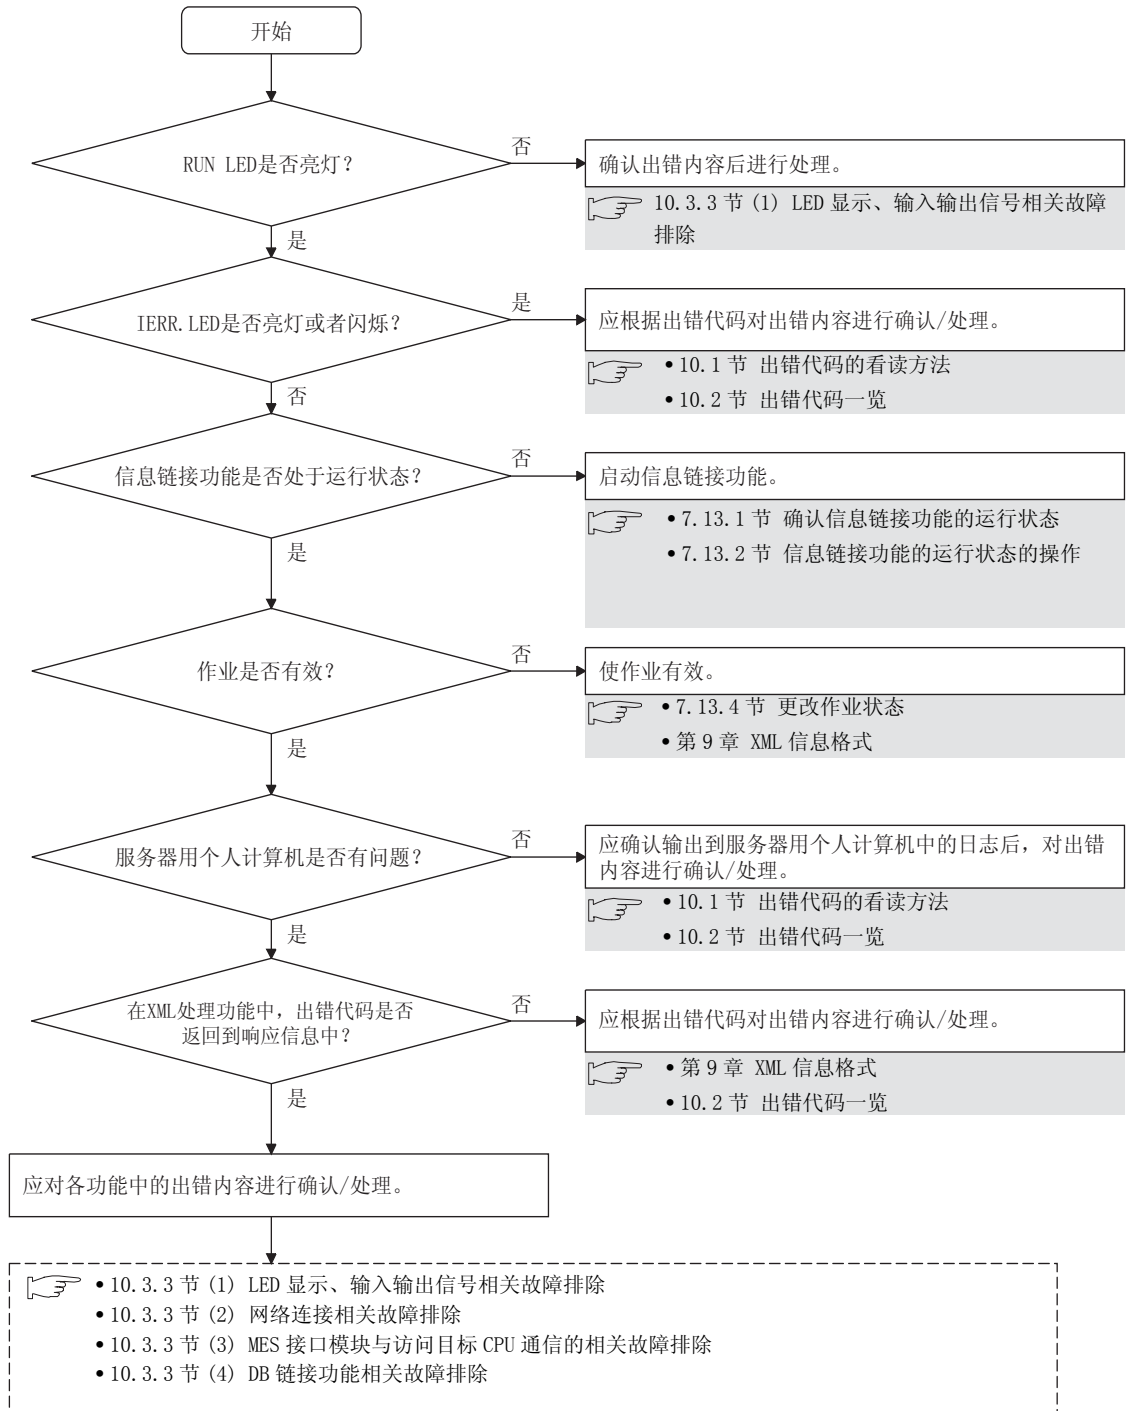 开始
RUN LED是否亮灯？
否
确认出错内容后进行处理。
10.3.3 节 (1) LED 显示、输入输出信号相关故障
排除
是
IERR.LED是否亮灯或者闪烁？
是
应根据出错代码对出错内容进行确认/处理。
•10.1 节 出错代码的看读方法
•10.2 节 出错代码一览
否
信息链接功能是否处于运行状态？
否
启动信息链接功能。
•7.13.1 节 确认信息链接功能的运行状态
•7.13.2 节 信息链接功能的运行状态的操作
是
作业是否有效？
否
使作业有效。
•7.13.4 节 更改作业状态
•第 9 章 XML 信息格式
是
服务器用个人计算机是否有问题？
否
应确认输出到服务器用个人计算机中的日志后，对出错
内容进行确认/处理。
•10.1 节 出错代码的看读方法
•10.2 节 出错代码一览
是
在XML处理功能中，出错代码是否
返回到响应信息中？
否
应根据出错代码对出错内容进行确认/处理。
•第 9 章 XML 信息格式
•10.2 节 出错代码一览
是
应对各功能中的出错内容进行确认/处理。
•10.3.3 节 (1) LED 显示、输入输出信号相关故障排除
•10.3.3 节 (2) 网络连接相关故障排除
•10.3.3 节 (3) MES 接口模块与访问目标 CPU 通信的相关故障排除
•10.3.3 节 (4) DB 链接功能相关故障排除